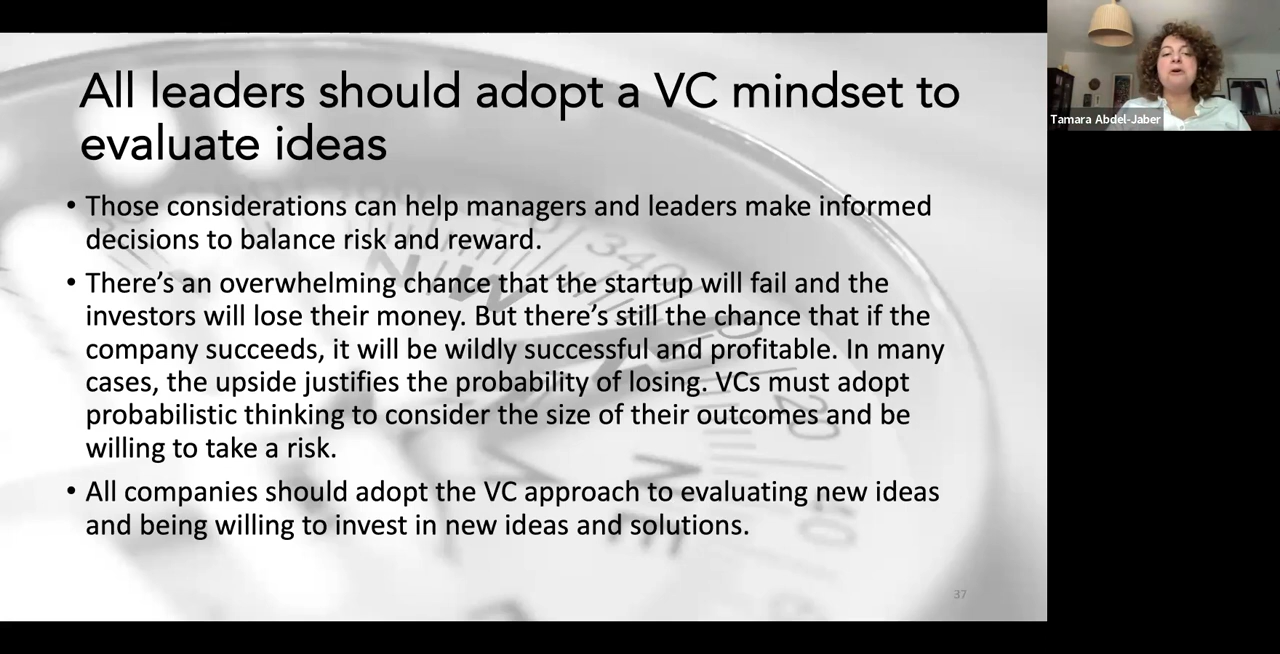 All leaders should adopt a VC mindset to
evaluate ideas
• Those considerations can help managers and leaders make informed
decisions to balance risk and reward.
• There’s an overwhelming chance that the startup will fail and the
investors will lose their money. But there’s still the chance that if the
company succeeds, it will be wildly successful and profitable. In many
cases, the upside justifies the probability of losing. VCs must adopt
probabilistic thinking to consider the size of their outcomes and be
willing to take a risk.
• All companies should adopt the VC approach to evaluating new ideas
and being willing to invest in new ideas and solutions.
37
Tamara Abdel-Jaber
340
NW
20
NE